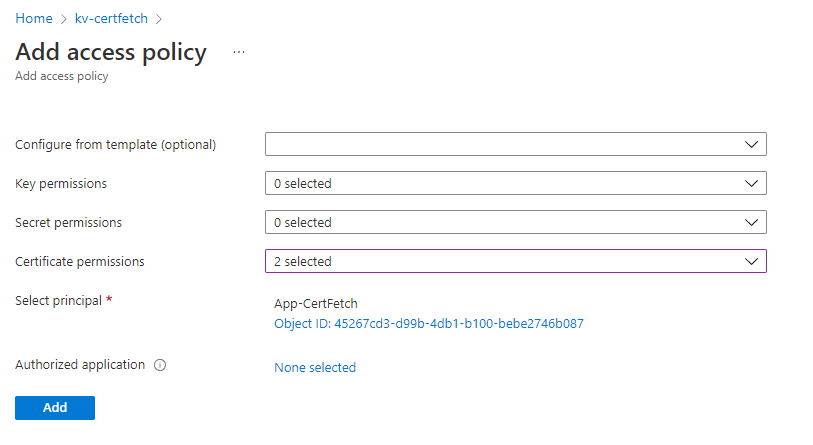 Home > kv-certfetch >
Add access policy ...
Add access policy
Configure from template (optional)
Key permissions 0 selected
Secret permissions 0 selected
Certificate permissions 2 selected
Select principal * App-CertFetch
Object ID: 45267cd3-d99b-4db1-b100-bebe2746b087
Authorized application None selected
Add